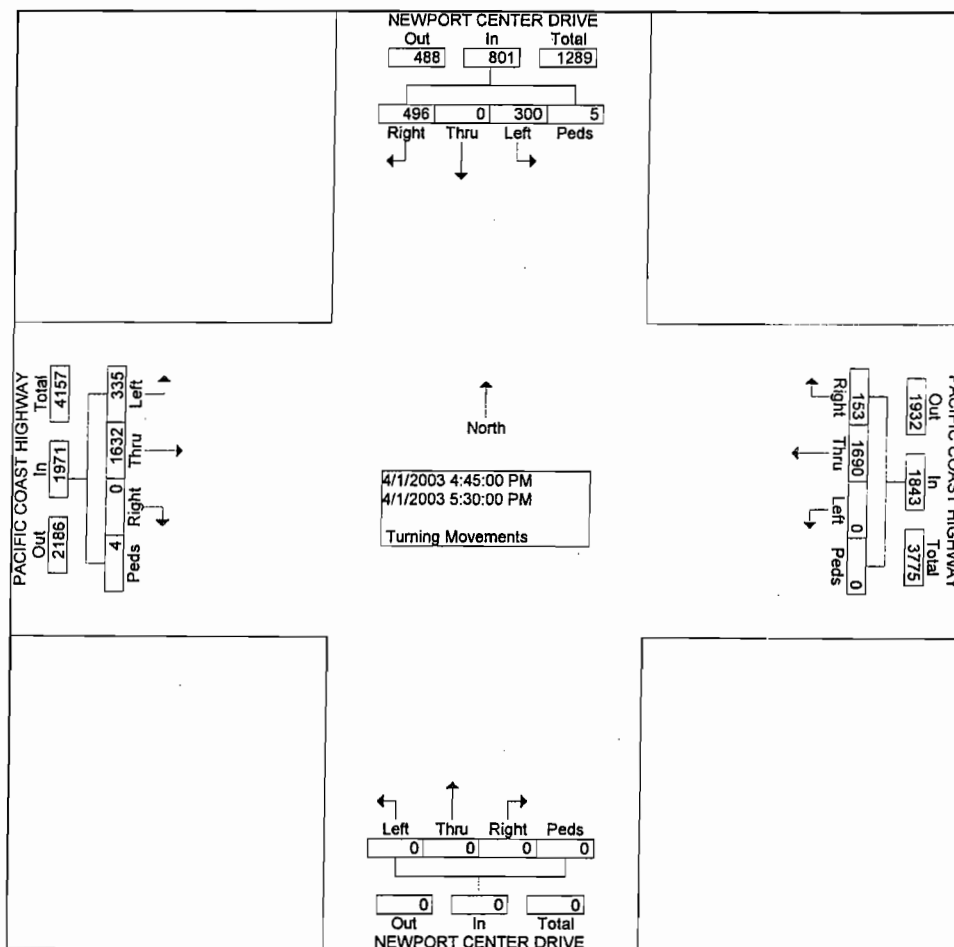 NEWPORT CENTER DRIVE
Out In Total
488 801 1289
496 0 300 5
Right Thru Left Peds
PACIFIC COAST HIGHWAY
Total In Out
4157 1971 2186
335 1632 0 4
Left Thru Right Peds
North
4/1/2003 4:45:00 PM
4/1/2003 5:30:00 PM
Turning Movements
Right Thru Left Peds
153 1690 0 0
1932 1843 3775
Out In Total
PACIFIC COAST HIGHWAY
Left Thru Right Peds
0 0 0 0
0 0 0
Out In Total
NEWPORT CENTER DRIVE